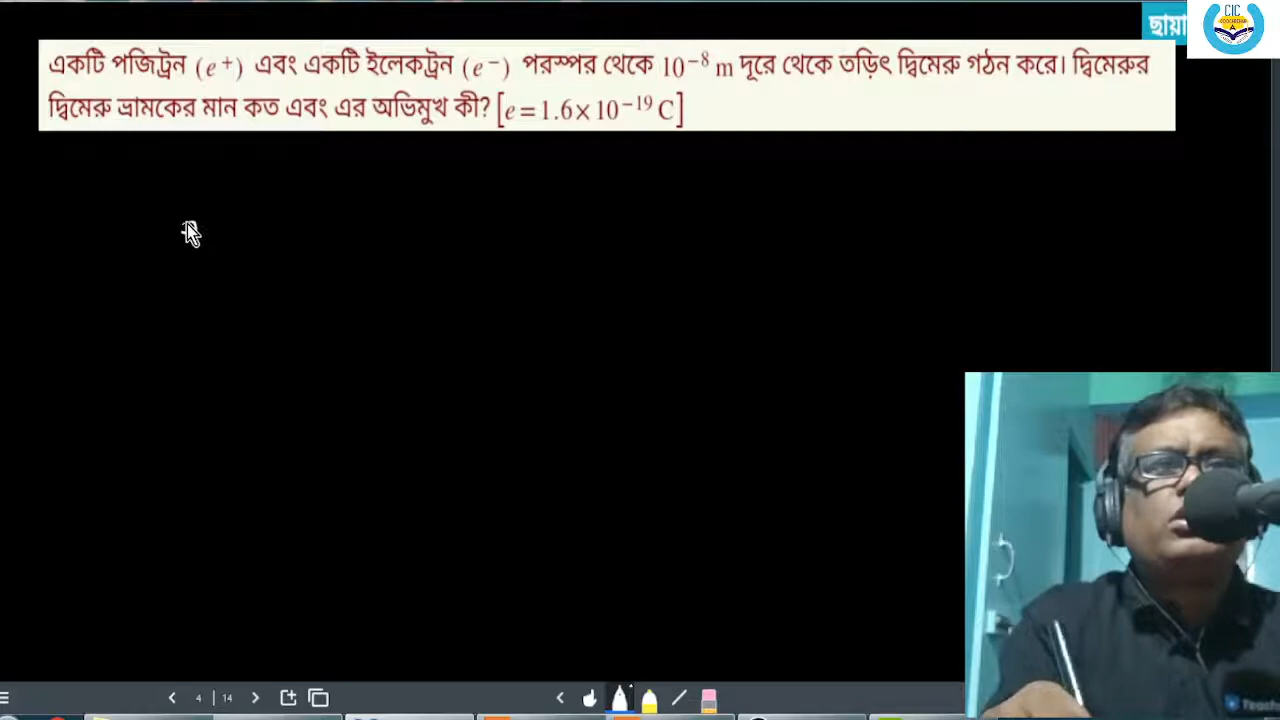 ছায়া
CIC
একটি পজিট্রন (e⁺) এবং একটি ইলেকট্রন (e⁻) পরস্পর থেকে 10⁻⁸ m দূরে থেকে তড়িৎ দ্বিমেরু গঠন করে। দ্বিমেরুর
দ্বিমেরু ভ্রামকের মান কত এবং এর অভিমুখ কী? [e = 1.6 × 10⁻¹⁹ C]
4 | 14